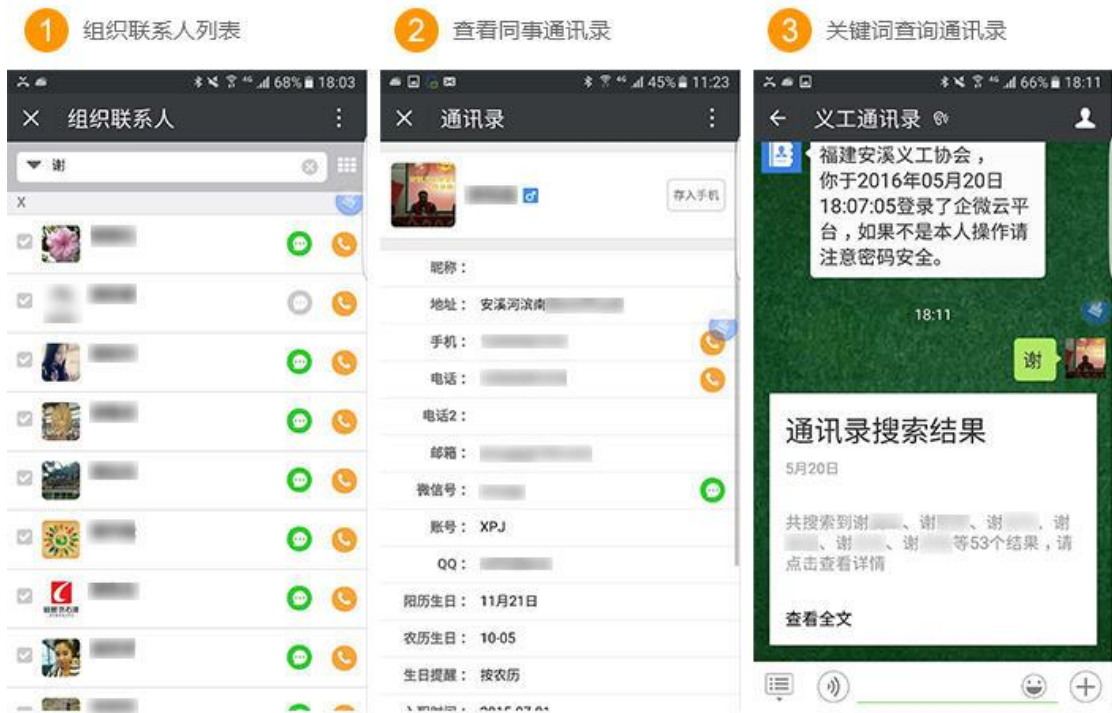 1 组织联系人列表
68% 18:03
组织联系人
谢
X
2 查看同事通讯录
45% 11:23
通讯录
存入手机
昵称：
地址： 安溪河滨南
手机：
电话：
电话2：
邮箱：
微信号：
账号： XPJ
QQ：
阳历生日： 11月21日
农历生日： 10-05
生日提醒： 按农历
3 关键词查询通讯录
66% 18:11
义工通讯录
福建安溪义工协会，
你于2016年05月20日
18:07:05登录了企微云平
台，如果不是本人操作请
注意密码安全。
18:11
谢
通讯录搜索结果
5月20日
共搜索到谢、谢、谢、谢
、谢、谢等53个结果，请
点击查看详情
查看全文